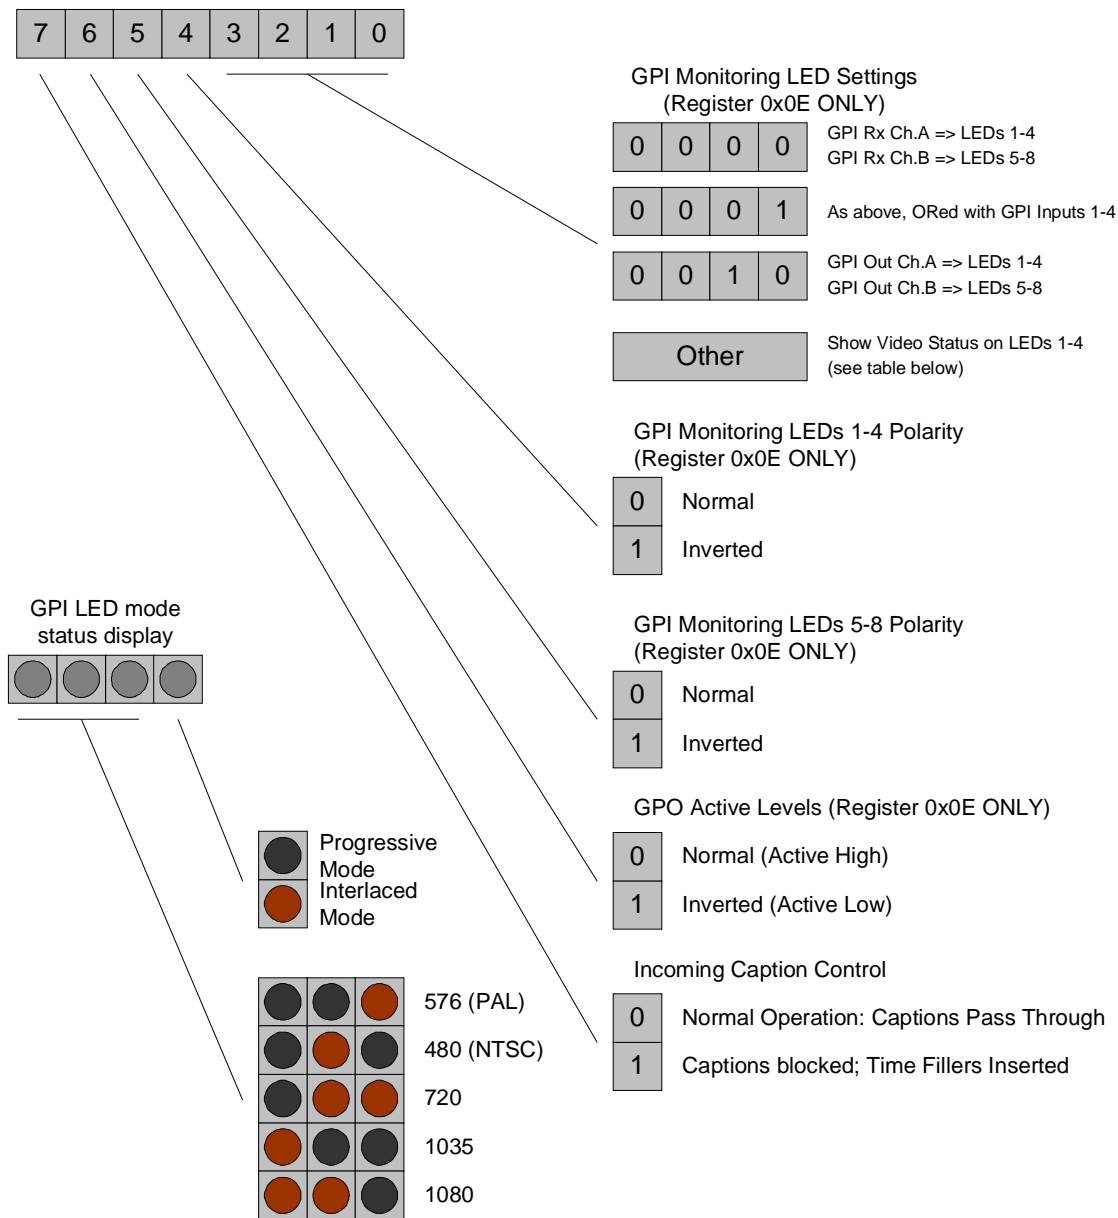 7 6 5 4 3 2 1 0
GPI Monitoring LED Settings
(Register 0x0E ONLY)
0 0 0 0
GPI Rx Ch.A => LEDs 1-4
GPI Rx Ch.B => LEDs 5-8
0 0 0 1
As above, ORed with GPI Inputs 1-4
0 0 1 0
GPI Out Ch.A => LEDs 1-4
GPI Out Ch.B => LEDs 5-8
Other
Show Video Status on LEDs 1-4
(see table below)
GPI Monitoring LEDs 1-4 Polarity
(Register 0x0E ONLY)
0 Normal
1 Inverted
GPI Monitoring LEDs 5-8 Polarity
(Register 0x0E ONLY)
0 Normal
1 Inverted
GPO Active Levels (Register 0x0E ONLY)
0 Normal (Active High)
1 Inverted (Active Low)
Incoming Caption Control
0 Normal Operation: Captions Pass Through
1 Captions blocked; Time Fillers Inserted
GPI LED mode
status display
Progressive
Mode
Interlaced
Mode
576 (PAL)
480 (NTSC)
720
1035
1080